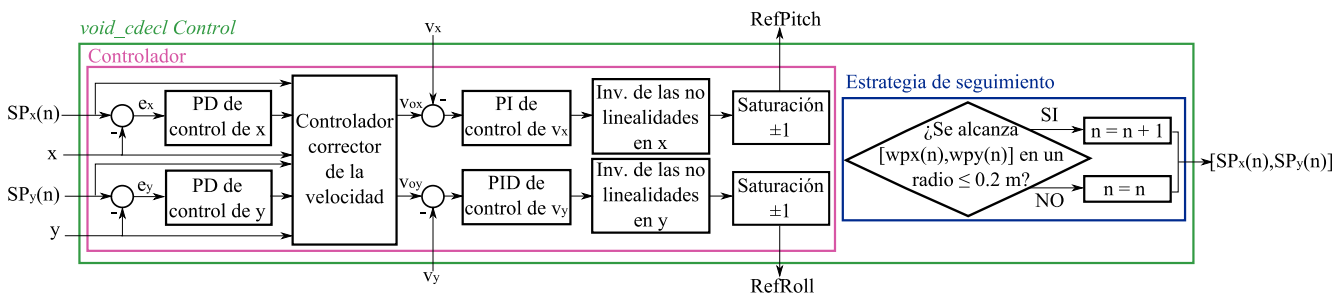 void_cdecl Control
Controlador
SPx(n)
x
SPy(n)
y
ex
-
ey
-
PD de
control de x
PD de
control de y
Controlador
corrector
de la
velocidad
vx
vox
-
voy
-
vy
PI de
control de vx
PID de
control de vy
Inv. de las no
linealidades
en x
Inv. de las no
linealidades
en y
RefPitch
Saturación
±1
Saturación
±1
RefRoll
Estrategia de seguimiento
¿Se alcanza
[wpx(n),wpy(n)] en un
radio ≤ 0.2 m?
SI
NO
n = n + 1
n = n
[SPx(n),SPy(n)]